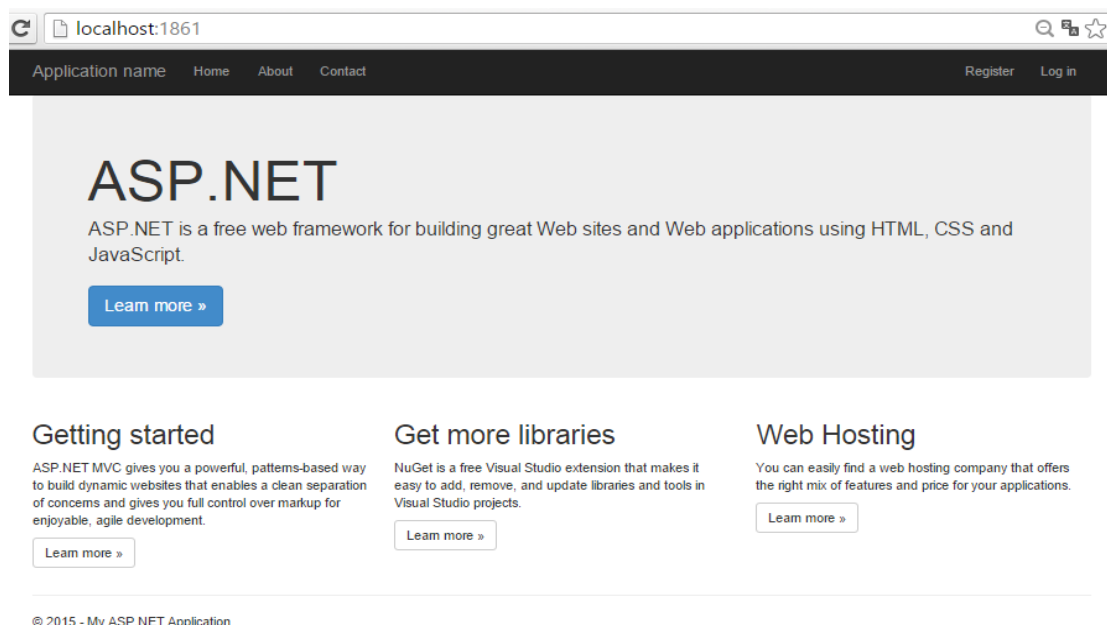 localhost:1861
Application name Home About Contact Register Log in
ASP.NET
ASP.NET is a free web framework for building great Web sites and Web applications using HTML, CSS and
JavaScript.
Learn more »
Getting started
ASP.NET MVC gives you a powerful, patterns-based way
to build dynamic websites that enables a clean separation
of concerns and gives you full control over markup for
enjoyable, agile development.
Learn more »
Get more libraries
NuGet is a free Visual Studio extension that makes it
easy to add, remove, and update libraries and tools in
Visual Studio projects.
Learn more »
Web Hosting
You can easily find a web hosting company that offers
the right mix of features and price for your applications.
Learn more »
© 2015 - My ASP.NET Application